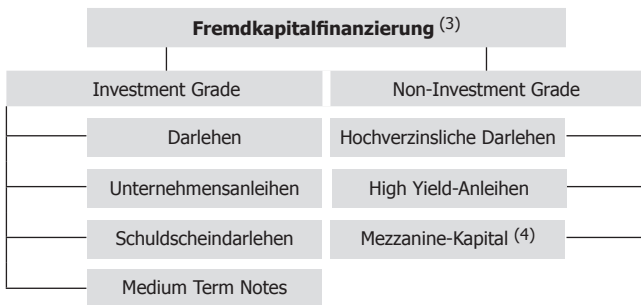 Fremdkapitalfinanzierung (3)
Investment Grade
Non-Investment Grade
Darlehen
Hochverzinsliche Darlehen
Unternehmensanleihen
High Yield-Anleihen
Schuldscheindarlehen
Mezzanine-Kapital (4)
Medium Term Notes